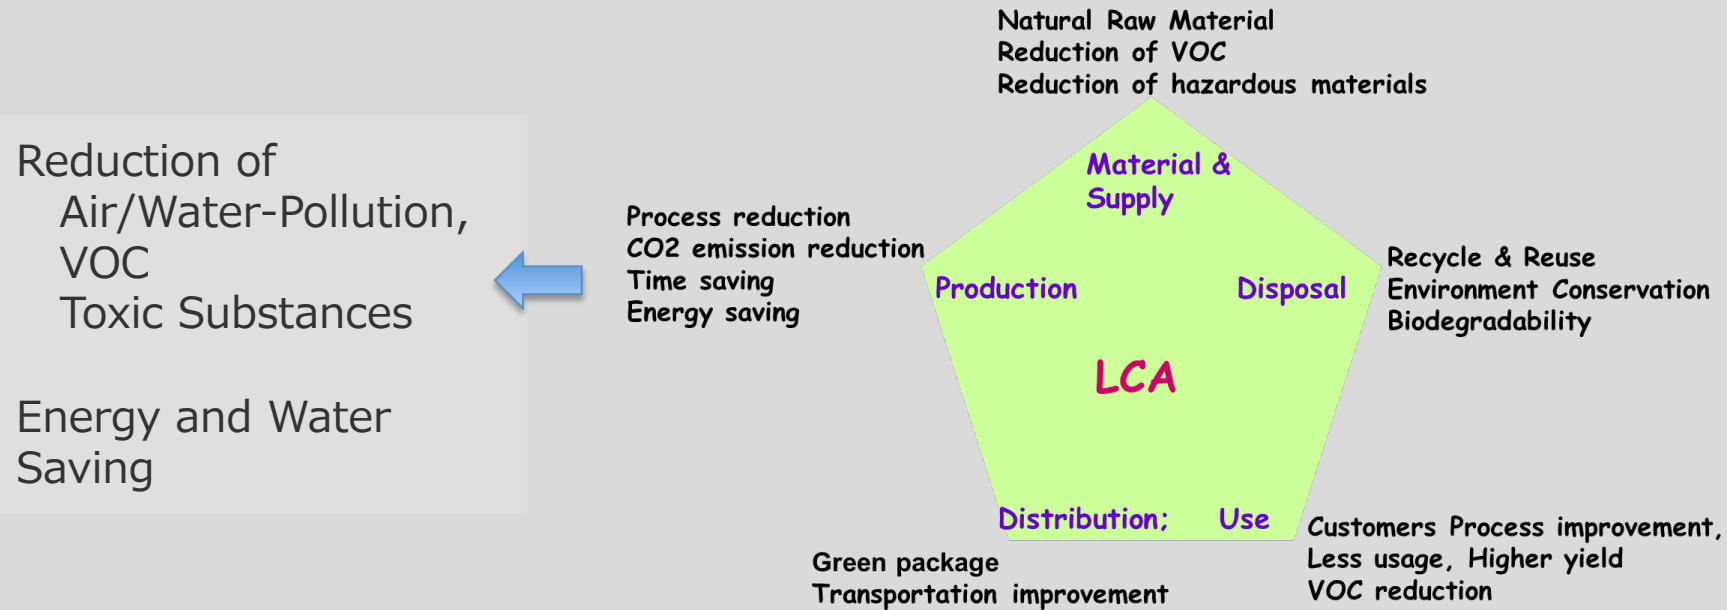 Natural Raw Material
Reduction of VOC
Reduction of hazardous materials
Reduction of
Air/Water-Pollution,
VOC
Toxic Substances
Energy and Water
Saving
Process reduction
CO2 emission reduction
Time saving
Energy saving
Material &
Supply
Production
Disposal
LCA
Distribution;
Use
Recycle & Reuse
Environment Conservation
Biodegradability
Green package
Transportation improvement
Customers Process improvement,
Less usage, Higher yield
VOC reduction